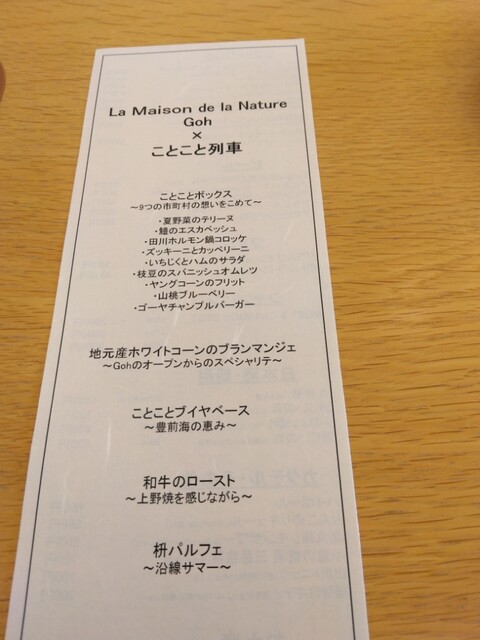 La Maison de la Nature
Goh
×
ことこと列車
ことことボックス
～9つの市町村の想いをこめて～
・夏野菜のテリーヌ
・鱧のエスカベッシュ
・田川ホルモン鍋コロッケ
・ズッキーニとカッペリーニ
・いちじくとハムのサラダ
・枝豆のスパニッシュオムレツ
・ヤングコーンのフリット
・山桃ブルーベリー
・ゴーヤチャンプルバーガー
地元産ホワイトコーンのブランマンジェ
～Gohのオープンからのスペシャリテ～
ことことブイヤベース
～豊前海の恵み～
和牛のロースト
～上野焼を感じながら～
枡パルフェ
～沿線サマー～